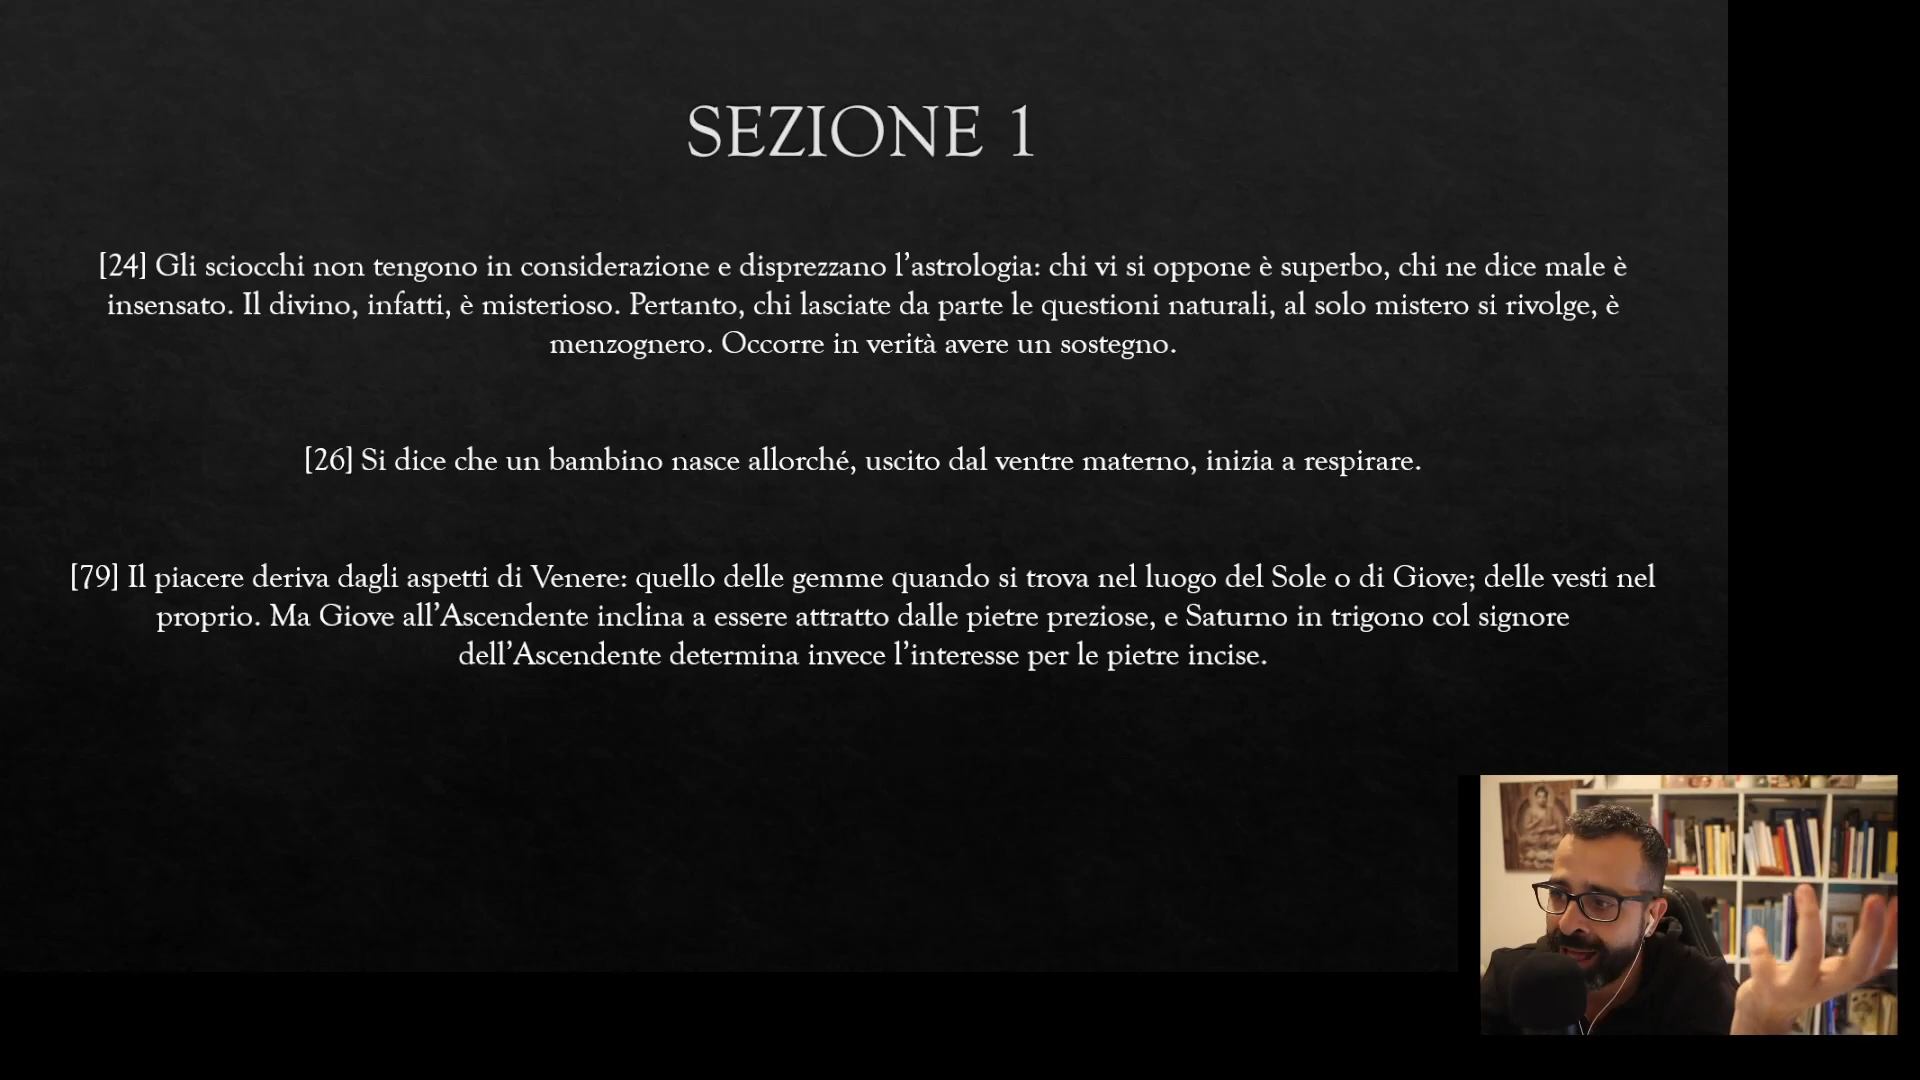 SEZIONE 1
[24] Gli sciocchi non tengono in considerazione e disprezzano l’astrologia: chi vi si oppone è superbo, chi ne dice male è
insensato. Il divino, infatti, è misterioso. Pertanto, chi lasciate da parte le questioni naturali, al solo mistero si rivolge, è
menzognero. Occorre in verità avere un sostegno.
[26] Si dice che un bambino nasce allorché, uscito dal ventre materno, inizia a respirare.
[79] Il piacere deriva dagli aspetti di Venere: quello delle gemme quando si trova nel luogo del Sole o di Giove; delle vesti nel
proprio. Ma Giove all’Ascendente inclina a essere attratto dalle pietre preziose, e Saturno in trigono col signore
dell’Ascendente determina invece l’interesse per le pietre incise.